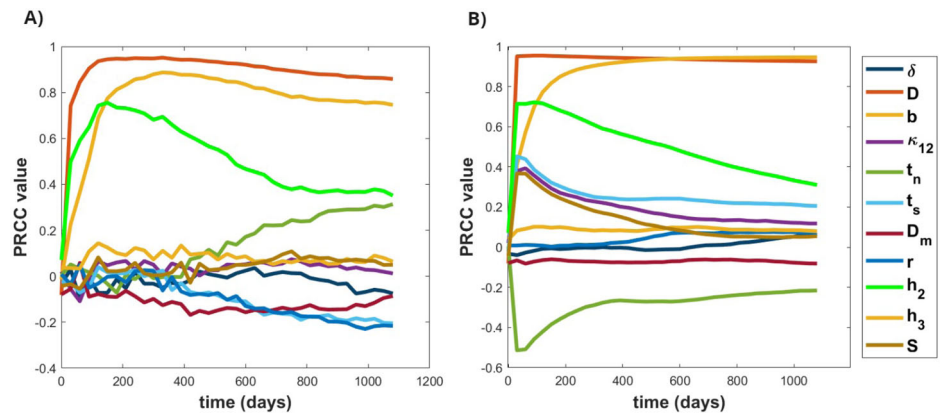 A)
B)
1
0.8
0.6
0.4
0.2
0
-0.2
-0.4
0 200 400 600 800 1000 1200
PRCC value
time (days)
1
0.8
0.6
0.4
0.2
0
-0.2
-0.4
-0.6
0 200 400 600 800 1000
PRCC value
time (days)
δ
D
b
κ12
tn
ts
Dm
r
h2
h3
S